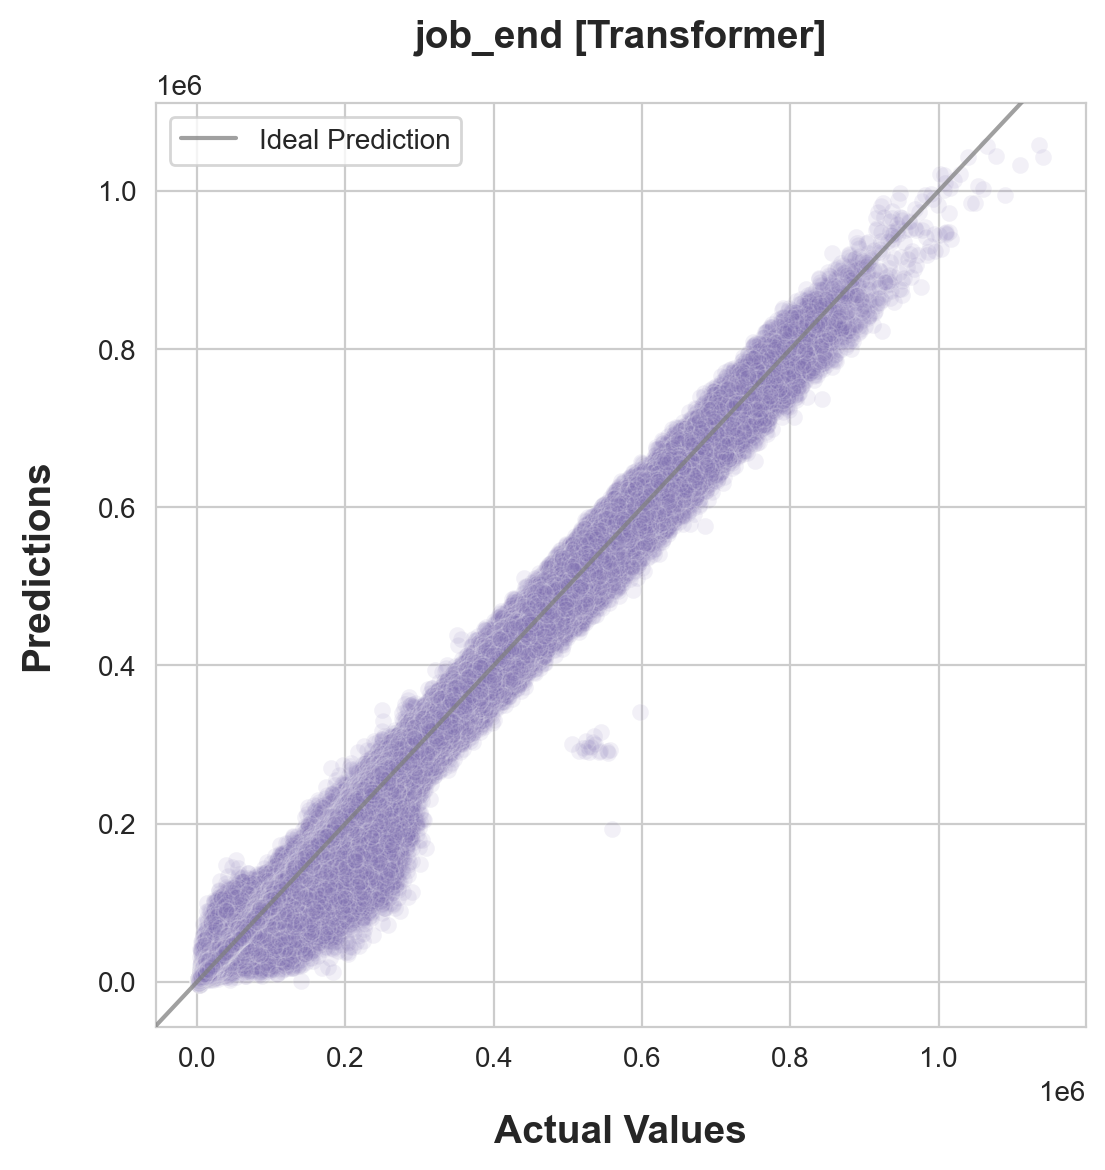 job_end [Transformer]
1e6
Ideal Prediction
1.0
0.8
0.6
0.4
0.2
0.0
Predictions
0.0 0.2 0.4 0.6 0.8 1.0
1e6
Actual Values